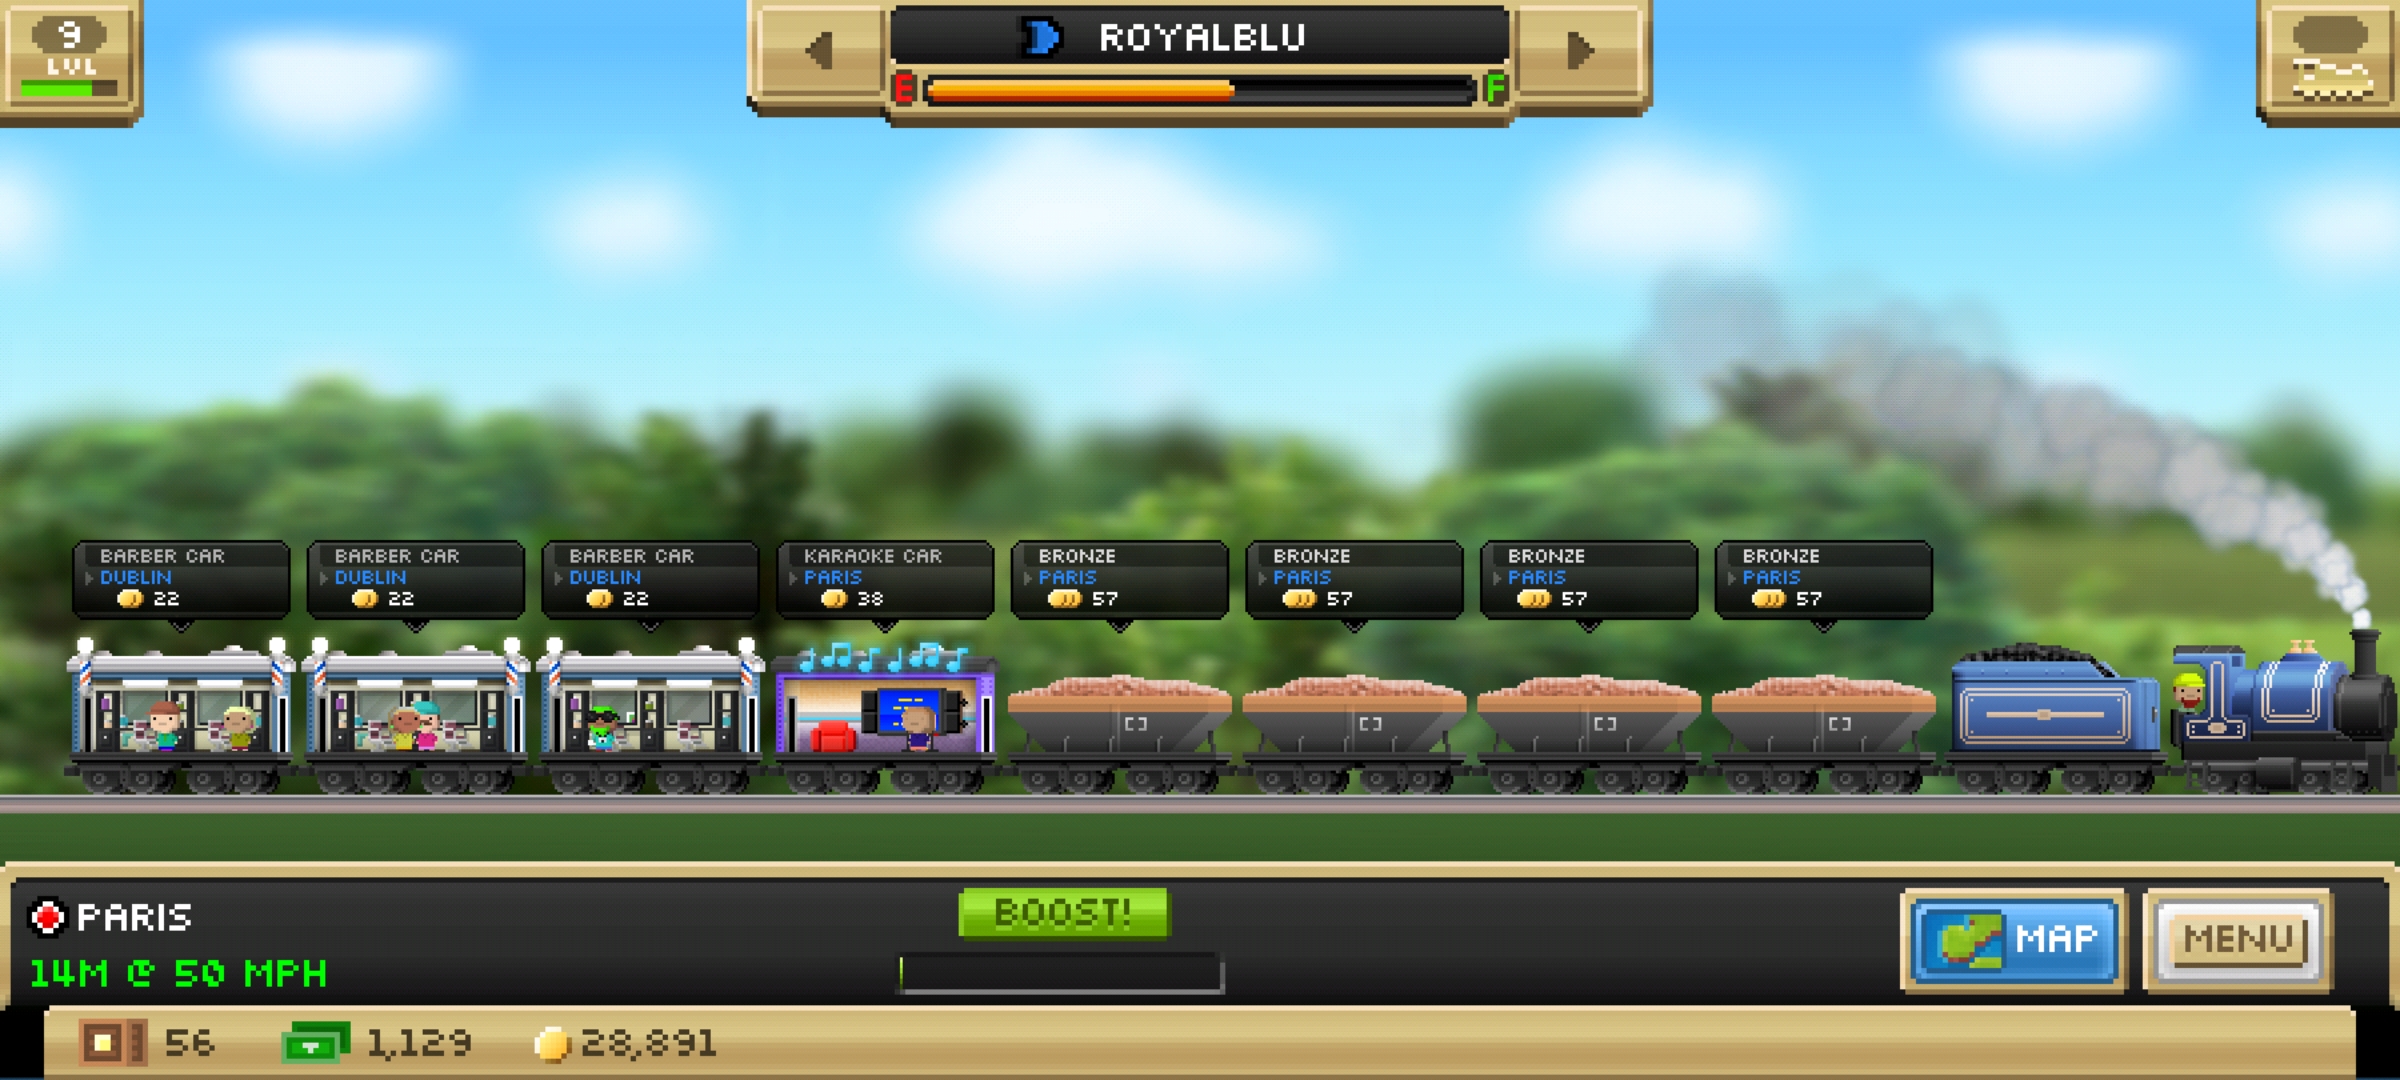 9
LVL
ROYALBLU
E
F
BARBER CAR
DUBLIN
22
BARBER CAR
DUBLIN
22
BARBER CAR
DUBLIN
22
KARAOKE CAR
PARIS
38
BRONZE
PARIS
57
BRONZE
PARIS
57
BRONZE
PARIS
57
BRONZE
PARIS
57
PARIS
14M @ 50 MPH
BOOST!
MAP
MENU
56
1,129
28,891